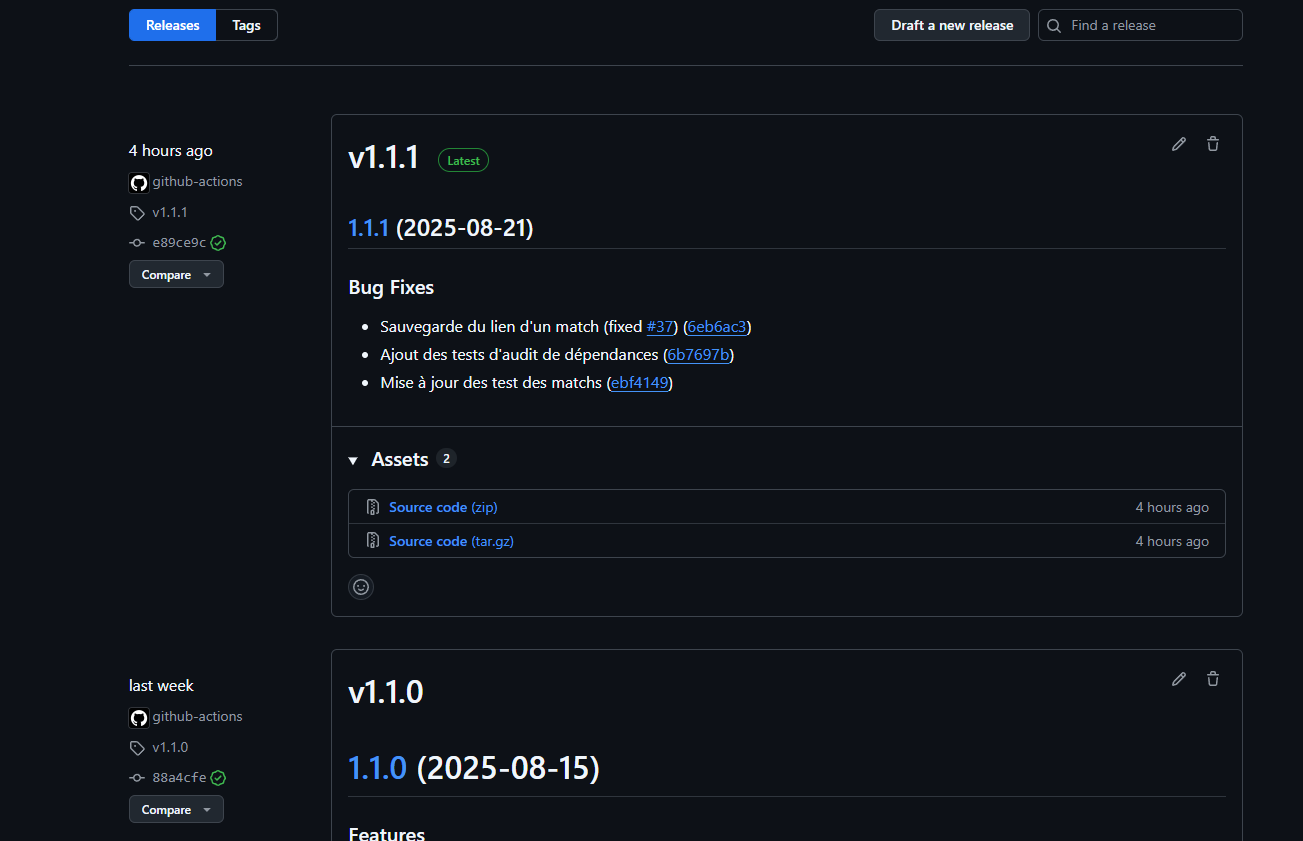 Releases Tags Draft a new release Find a release
4 hours ago
github-actions
v1.1.1
e89ce9c
Compare
v1.1.1 Latest
1.1.1 (2025-08-21)
Bug Fixes
Sauvegarde du lien d'un match (fixed #37) (6eb6ac3)
Ajout des tests d'audit de dépendances (6b7697b)
Mise à jour des test des matchs (ebf4149)
Assets 2
Source code (zip) 4 hours ago
Source code (tar.gz) 4 hours ago
last week
github-actions
v1.1.0
88a4cfe
Compare
v1.1.0
1.1.0 (2025-08-15)
Features